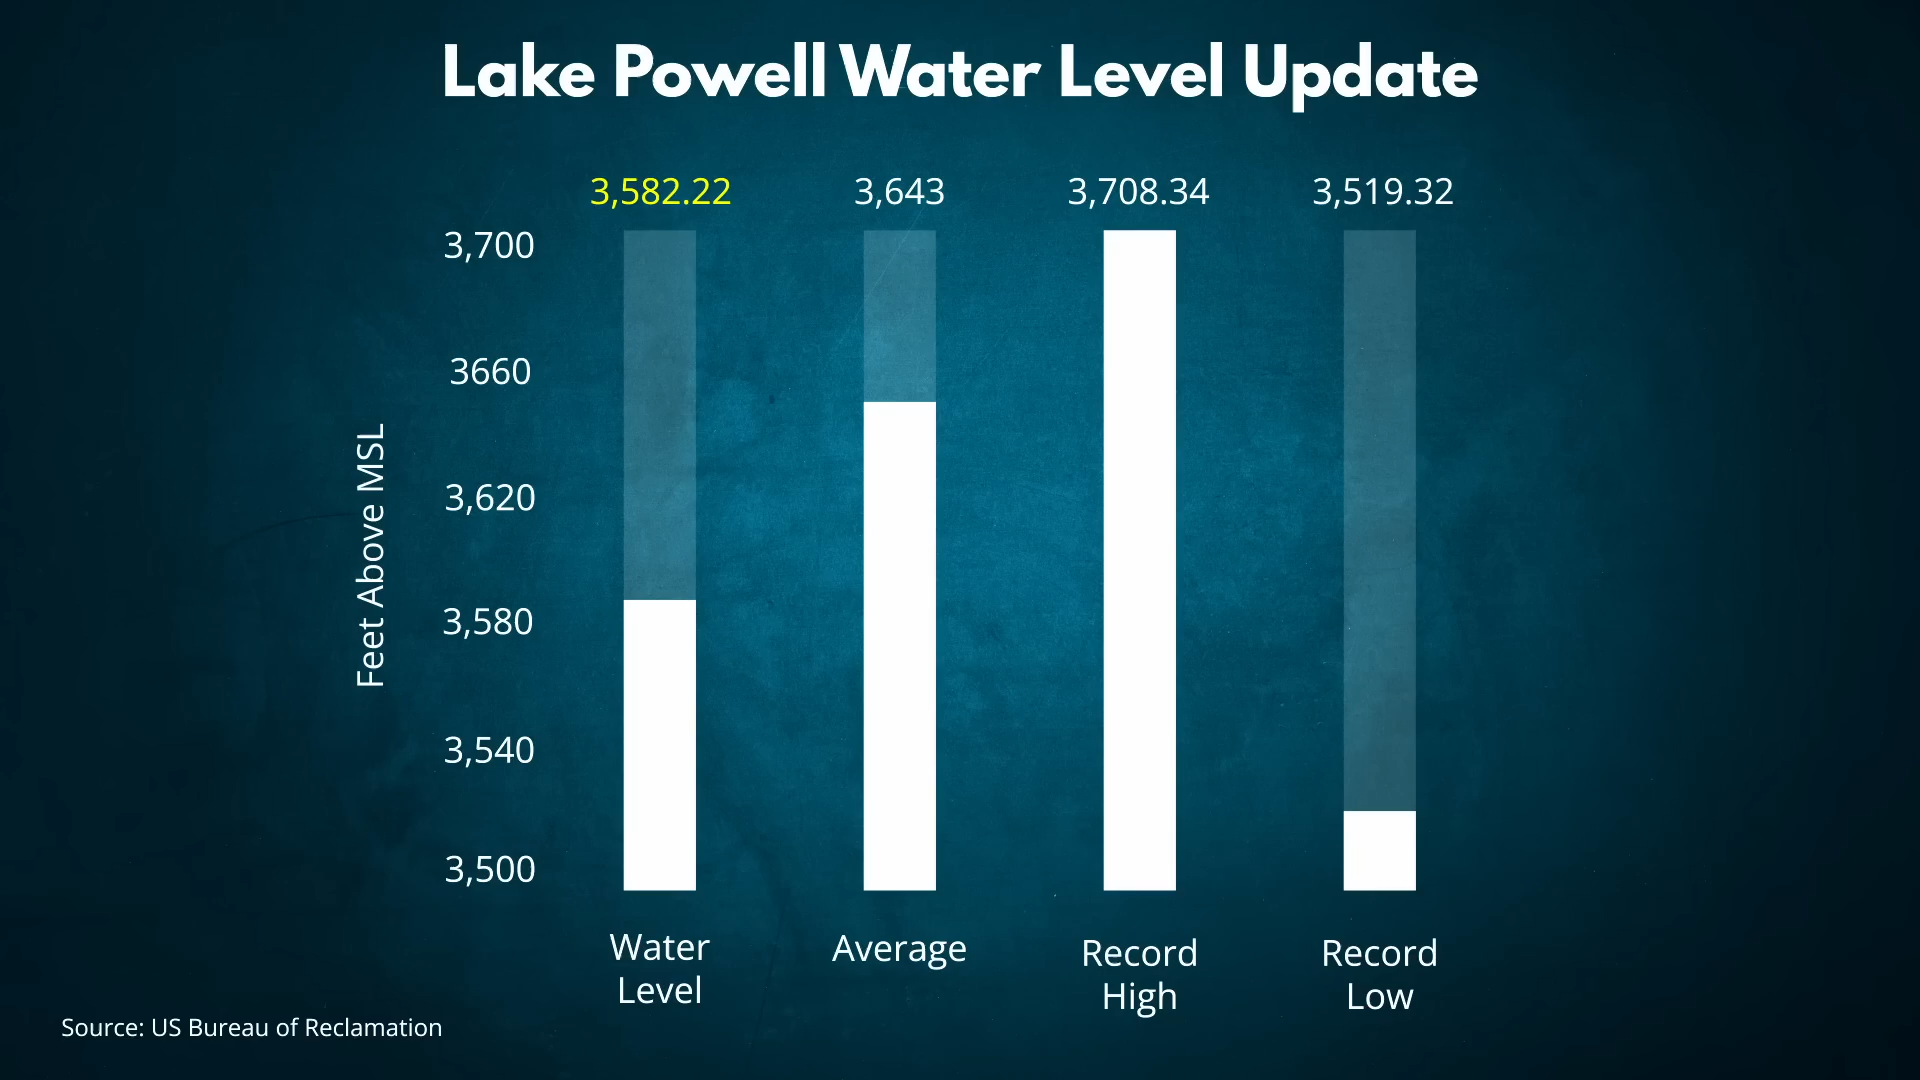 Lake Powell Water Level Update
3,582.22 3,643 3,708.34 3,519.32
3,700
3660
3,620
3,580
3,540
3,500
Feet Above MSL
Water Level
Average
Record High
Record Low
Source: US Bureau of Reclamation